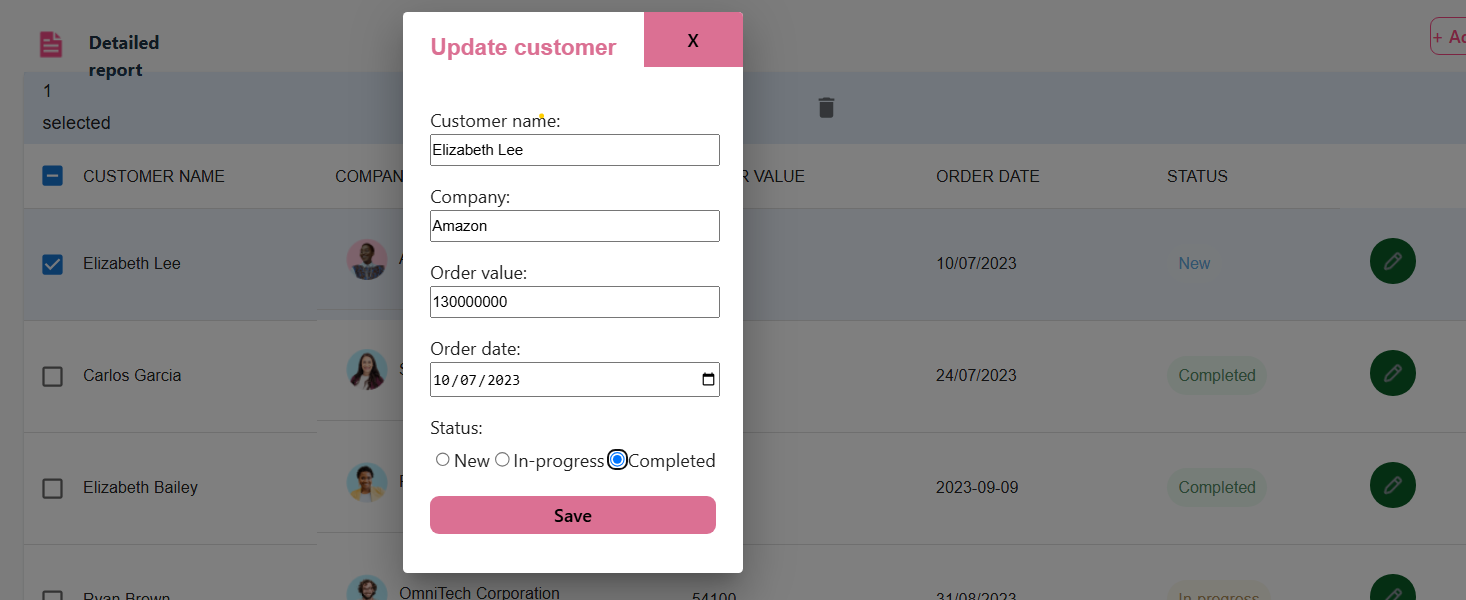 Detailed
report
+ Ad
1
selected
CUSTOMER NAME
COMPAN
R VALUE
ORDER DATE
STATUS
Elizabeth Lee
10/07/2023
New
Carlos Garcia
24/07/2023
Completed
Elizabeth Bailey
2023-09-09
Completed
Ryan Brown
OmniTech Corporation
54100
31/08/2023
In-progress
Update customer
X
Customer name:
Elizabeth Lee
Company:
Amazon
Order value:
130000000
Order date:
10/07/2023
Status:
New In-progress Completed
Save